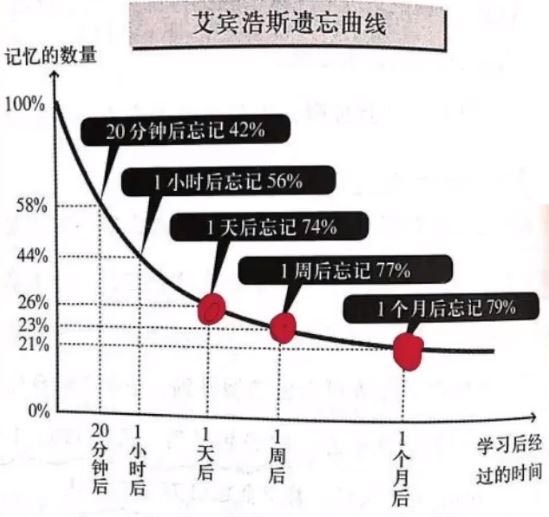 艾宾浩斯遗忘曲线
记忆的数量
100%
20分钟后忘记42%
1小时后忘记56%
58%
1天后忘记74%
44%
1周后忘记77%
26%
1个月后忘记79%
23%
21%
0%
20分钟后
1小时后
1天后
1周后
1个月后
学习后经
过的时间